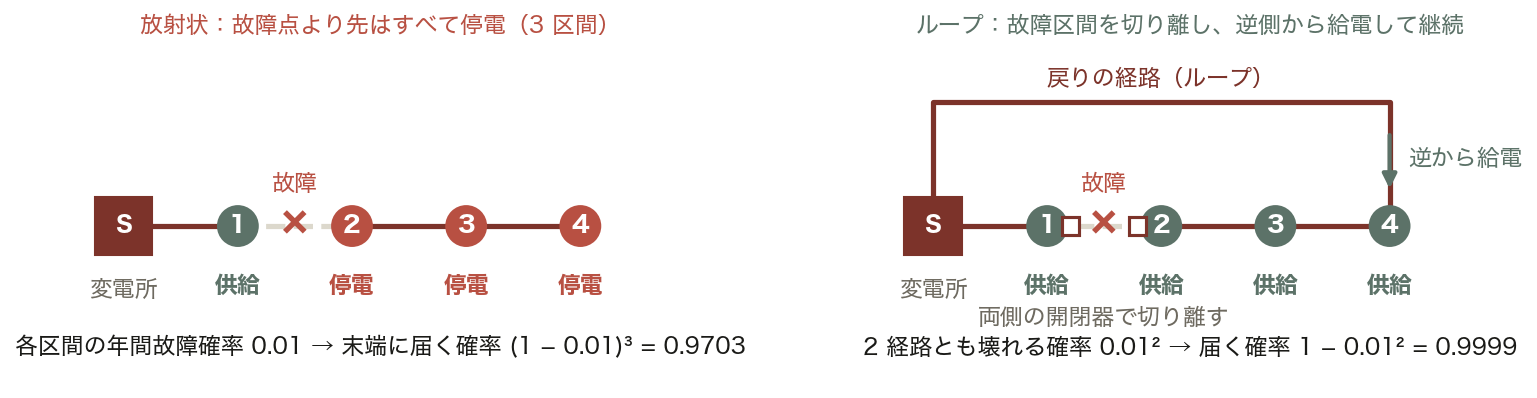 放射状：故障点より先はすべて停電（3 区間）
故障
S
1
2
3
4
変電所
供給
停電
停電
停電
各区間の年間故障確率 0.01 → 末端に届く確率 (1 − 0.01)³ = 0.9703
ループ：故障区間を切り離し、逆側から給電して継続
戻りの経路（ループ）
逆から給電
故障
S
1
2
3
4
変電所
供給
供給
供給
供給
両側の開閉器で切り離す
2 経路とも壊れる確率 0.01² → 届く確率 1 − 0.01² = 0.9999